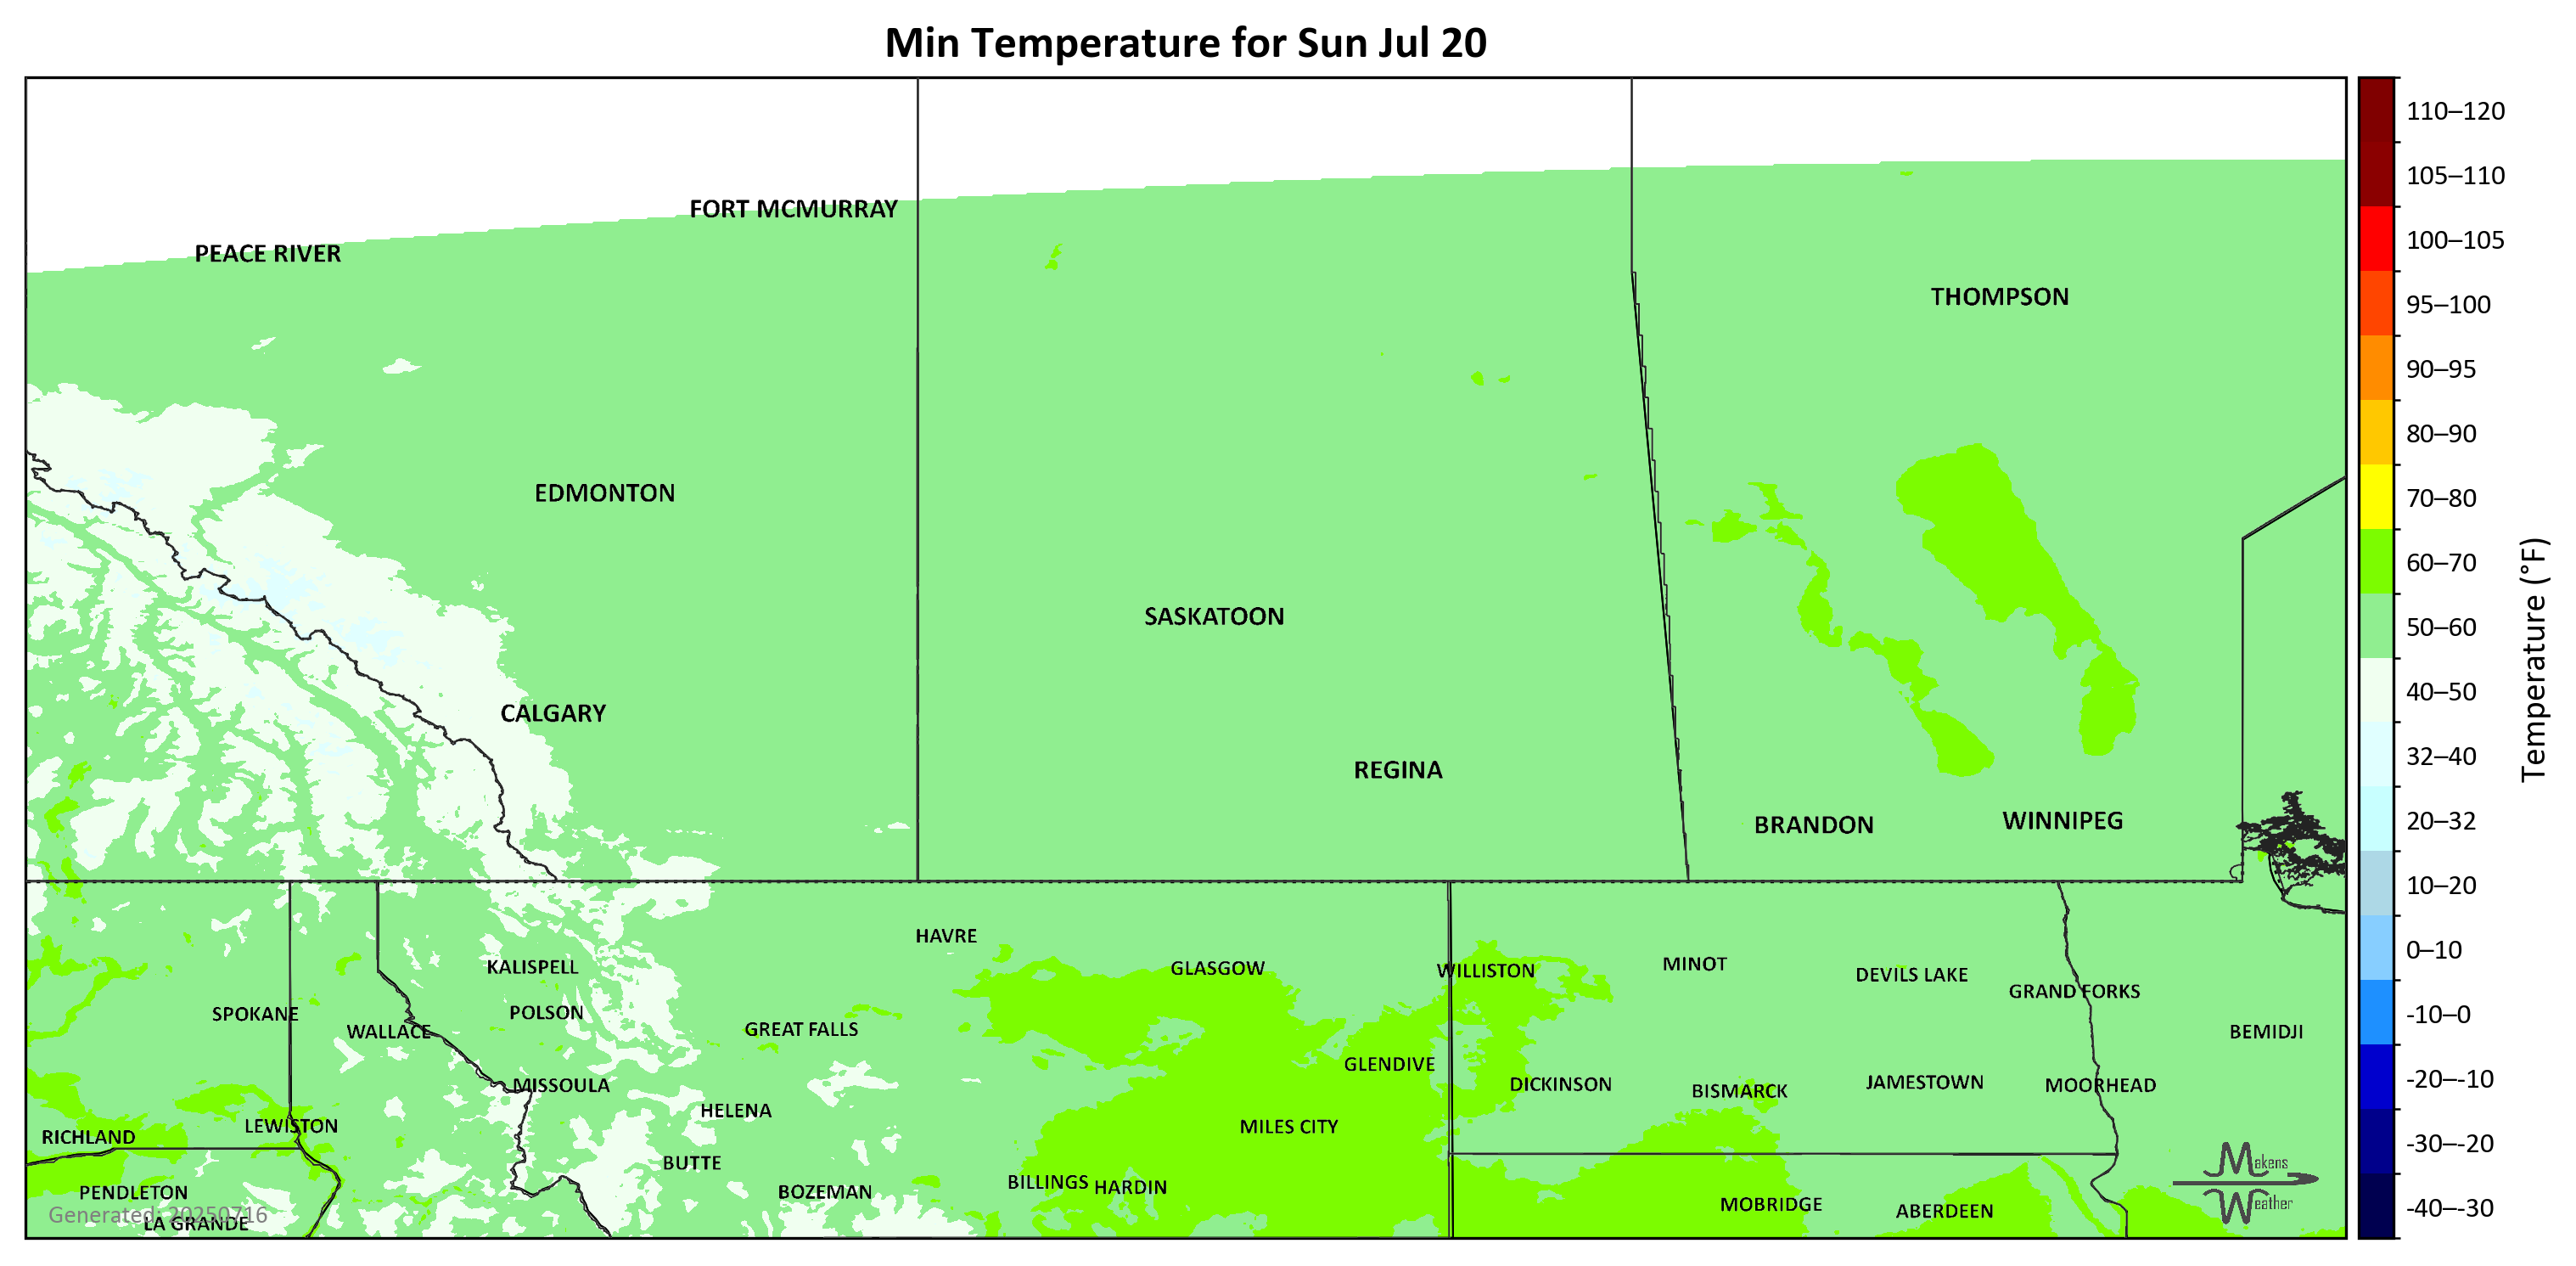 Min Temperature for Sun Jul 20
FORT MCMURRAY
PEACE RIVER
THOMPSON
EDMONTON
SASKATOON
CALGARY
REGINA
BRANDON
WINNIPEG
HAVRE
KALISPELL
GLASGOW
WILLISTON
MINOT
DEVILS LAKE
GRAND FORKS
SPOKANE
POLSON
WALLACE
GREAT FALLS
BEMIDJI
GLENDIVE
MISSOULA
DICKINSON
BISMARCK
JAMESTOWN
MOORHEAD
HELENA
LEWISTON
MILES CITY
RICHLAND
BUTTE
PENDLETON
BOZEMAN
BILLINGS
HARDIN
MOBRIDGE
ABERDEEN
Generated: 20250716
LA GRANDE
Makens
Weather
110–120
105–110
100–105
95–100
90–95
80–90
70–80
60–70
50–60
40–50
32–40
20–32
10–20
0–10
-10–0
-20–-10
-30–-20
-40–-30
Temperature (°F)